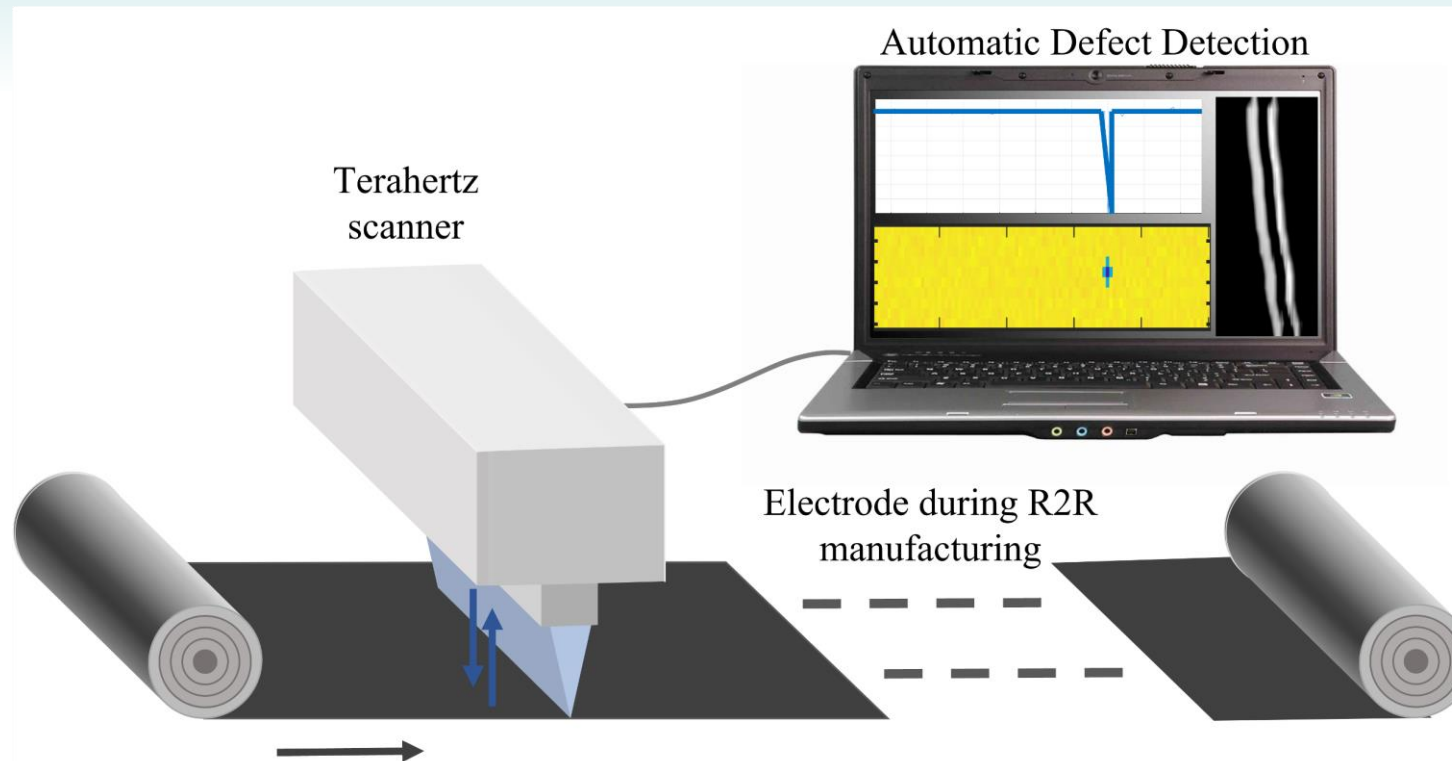 Automatic Defect Detection
Terahertz
scanner
Electrode during R2R
manufacturing